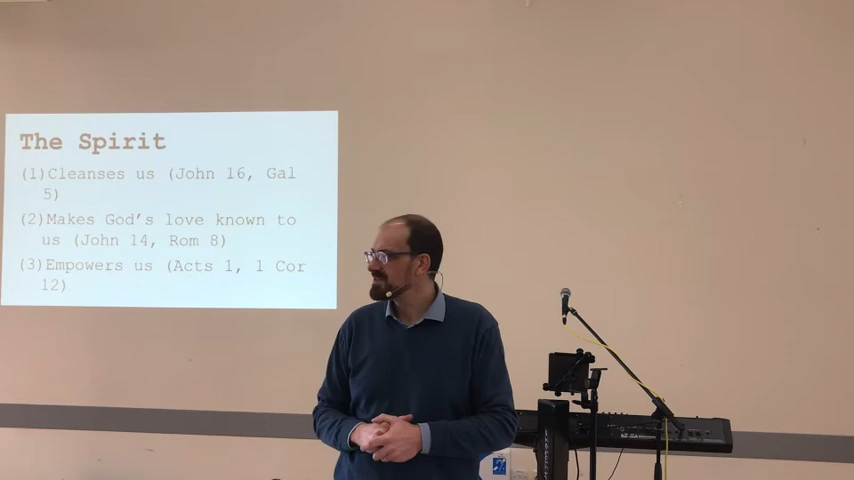 The Spirit
(1)Cleanses us (John 16, Gal
5)
(2)Makes God's love known to
us (John 14, Rom 8)
(3)Empowers us (Acts 1, 1 Cor
12)